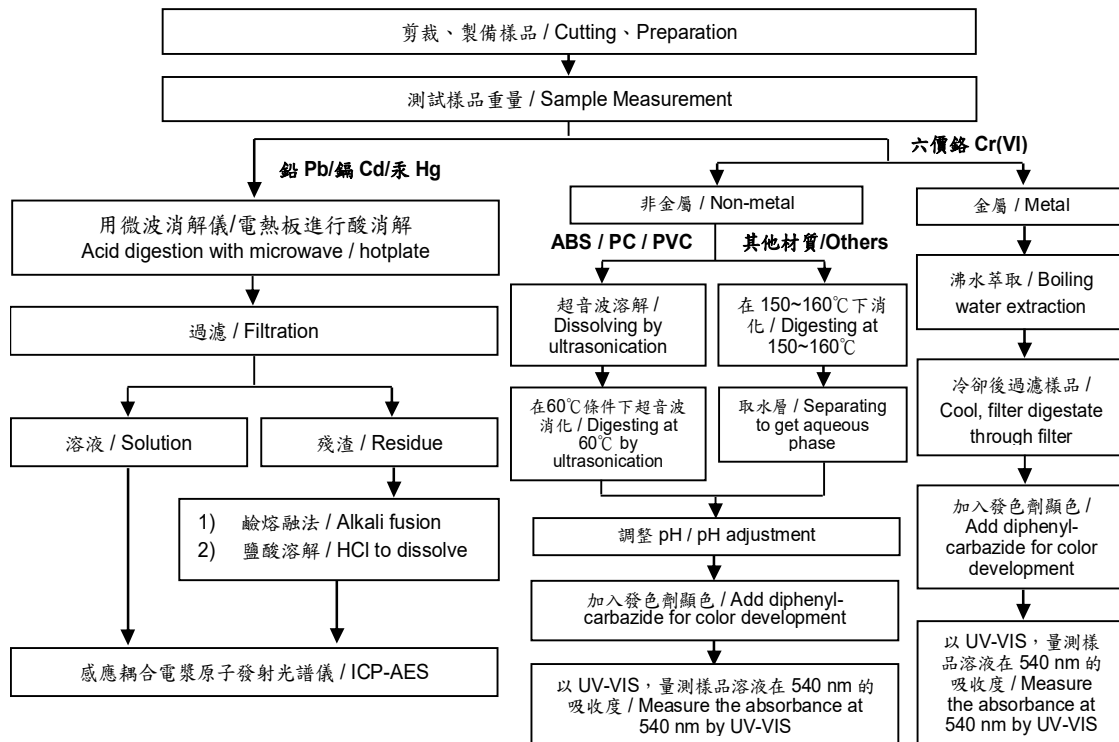 剪裁、製備樣品 / Cutting、Preparation
測試樣品重量 / Sample Measurement
鉛 Pb/鎘 Cd/汞 Hg
六價鉻 Cr(VI)
用微波消解儀/電熱板進行酸消解
Acid digestion with microwave / hotplate
過濾 / Filtration
溶液 / Solution
殘渣 / Residue
1) 鹼熔融法 / Alkali fusion
2) 鹽酸溶解 / HCl to dissolve
感應耦合電漿原子發射光譜儀 / ICP-AES
非金屬 / Non-metal
ABS / PC / PVC
其他材質/Others
超音波溶解 /
Dissolving by
ultrasonication
在60℃條件下超音波
消化 / Digesting at
60℃ by
ultrasonication
在 150~160℃下消
化 / Digesting at
150~160℃
取水層 / Separating
to get aqueous
phase
調整 pH / pH adjustment
加入發色劑顯色 / Add diphenyl-
carbazide for color development
以 UV-VIS，量測樣品溶液在 540 nm 的
吸收度 / Measure the absorbance at
540 nm by UV-VIS
金屬 / Metal
沸水萃取 / Boiling
water extraction
冷卻後過濾樣品 /
Cool, filter digestate
through filter
加入發色劑顯色 /
Add diphenyl-
carbazide for color
development
以 UV-VIS，量測樣
品溶液在 540 nm 的
吸收度 / Measure
the absorbance at
540 nm by UV-VIS